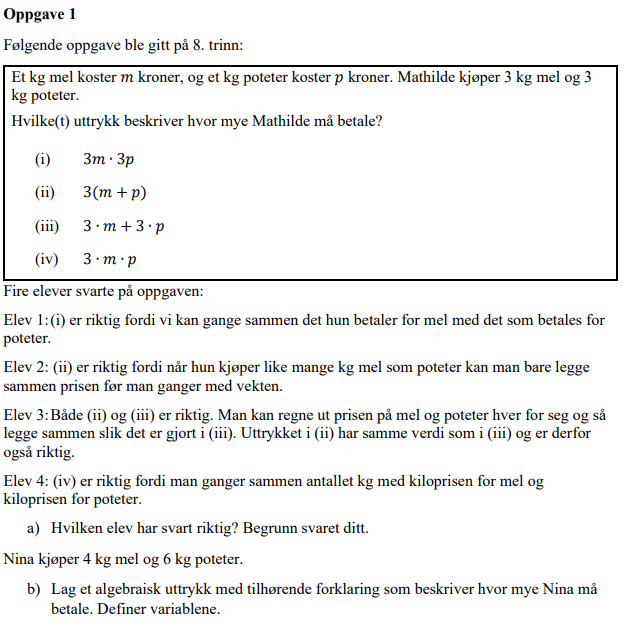 Oppgave 1
Følgende oppgave ble gitt på 8. trinn:
Et kg mel koster m kroner, og et kg poteter koster p kroner. Mathilde kjøper 3 kg mel og 3
kg poteter.
Hvilke(t) uttrykk beskriver hvor mye Mathilde må betale?
(i) 3m · 3p
(ii) 3(m + p)
(iii) 3 · m + 3 · p
(iv) 3 · m · p
Fire elever svarte på oppgaven:
Elev 1:(i) er riktig fordi vi kan gange sammen det hun betaler for mel med det som betales for
poteter.
Elev 2: (ii) er riktig fordi når hun kjøper like mange kg mel som poteter kan man bare legge
sammen prisen før man ganger med vekten.
Elev 3:Både (ii) og (iii) er riktig. Man kan regne ut prisen på mel og poteter hver for seg og så
legge sammen slik det er gjort i (iii). Uttrykket i (ii) har samme verdi som i (iii) og er derfor
også riktig.
Elev 4: (iv) er riktig fordi man ganger sammen antallet kg med kiloprisen for mel og
kiloprisen for poteter.
a) Hvilken elev har svart riktig? Begrunn svaret ditt.
Nina kjøper 4 kg mel og 6 kg poteter.
b) Lag et algebraisk uttrykk med tilhørende forklaring som beskriver hvor mye Nina må
betale. Definer variablene.